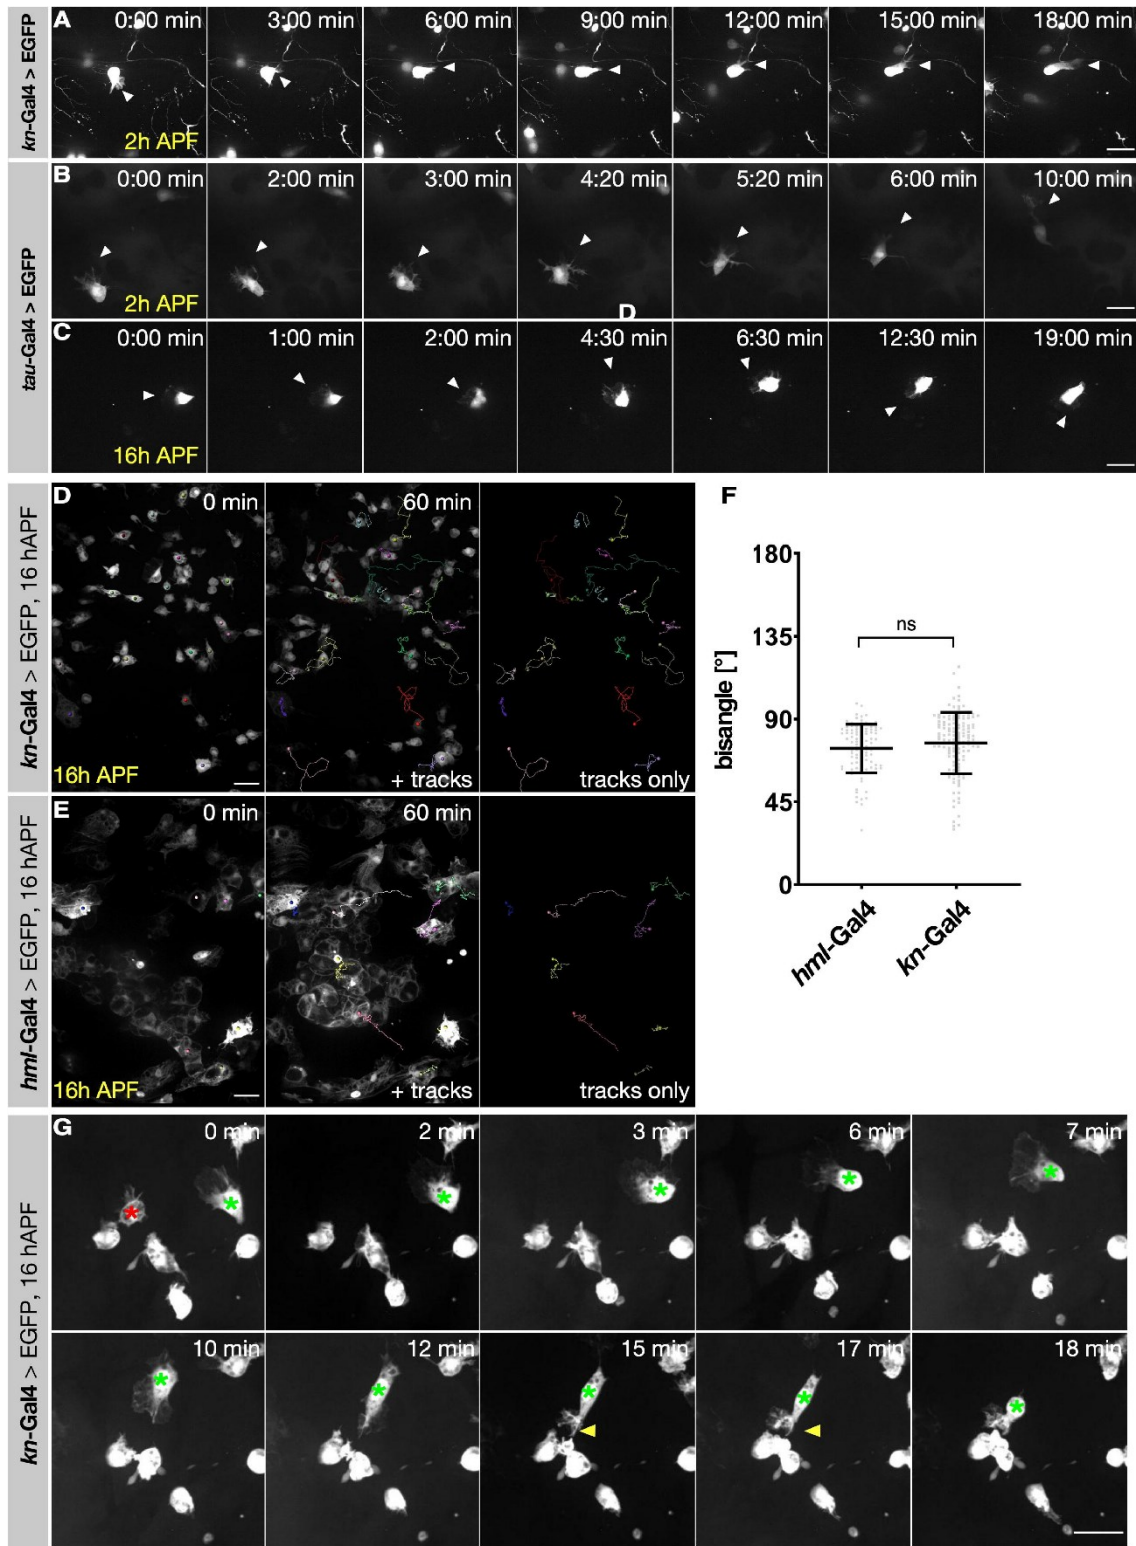 kn-Gal4 > EGFP
A
0:00 min
3:00 min
6:00 min
9:00 min
12:00 min
15:00 min
18:00 min
2h APF
tau-Gal4 > EGFP
B
0:00 min
2:00 min
3:00 min
4:20 min
5:20 min
6:00 min
10:00 min
2h APF
D
C
0:00 min
1:00 min
2:00 min
4:30 min
6:30 min
12:30 min
19:00 min
16h APF
kn-Gal4 > EGFP, 16 hAPF
D
0 min
60 min
16h APF
+ tracks
tracks only
hml-Gal4 > EGFP, 16 hAPF
E
0 min
60 min
16h APF
+ tracks
tracks only
F
180
135
90
45
0
bisangle [°]
ns
hml-Gal4
kn-Gal4
kn-Gal4 > EGFP, 16 hAPF
G
0 min
2 min
3 min
6 min
7 min
10 min
12 min
15 min
17 min
18 min